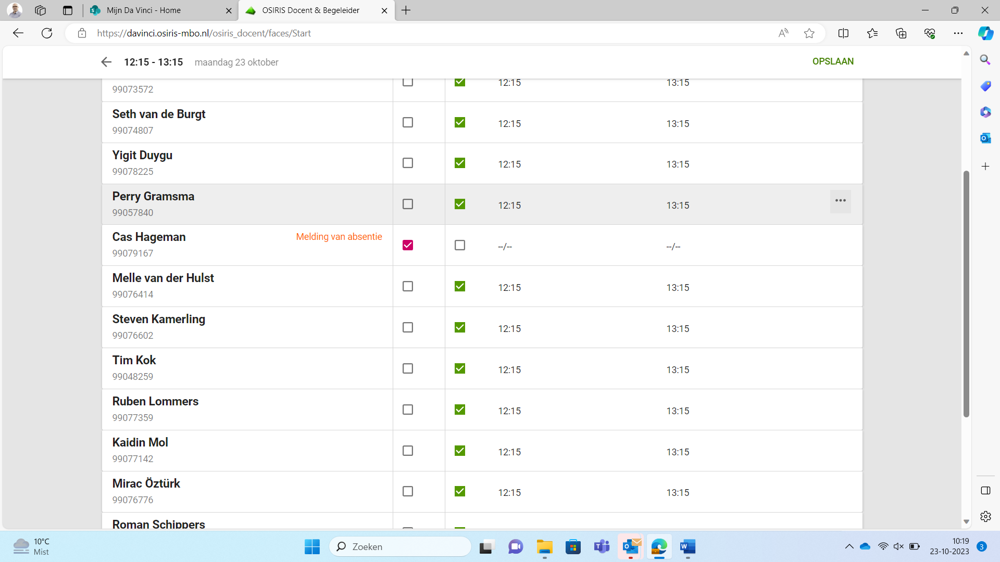 Mijn Da Vinci - Home
OSIRIS Docent & Begeleider
https://davinci.osiris-mbo.nl/osiris_docent/faces/Start
12:15 - 13:15 maandag 23 oktober
OPSLAAN
12:15 13:15
99073572
Seth van de Burgt
99074807
12:15 13:15
Yigit Duygu
99078225
12:15 13:15
Perry Gramsma
99057840
12:15 13:15
Cas Hageman
Melding van absentie
99079167
--/-- --/--
Melle van der Hulst
99076414
12:15 13:15
Steven Kamerling
99076602
12:15 13:15
Tim Kok
99048259
12:15 13:15
Ruben Lommers
99077359
12:15 13:15
Kaidin Mol
99077142
12:15 13:15
Mirac Öztürk
99076776
12:15 13:15
Roman Schippers
10°C
Mist
Zoeken
10:19
23-10-2023
3